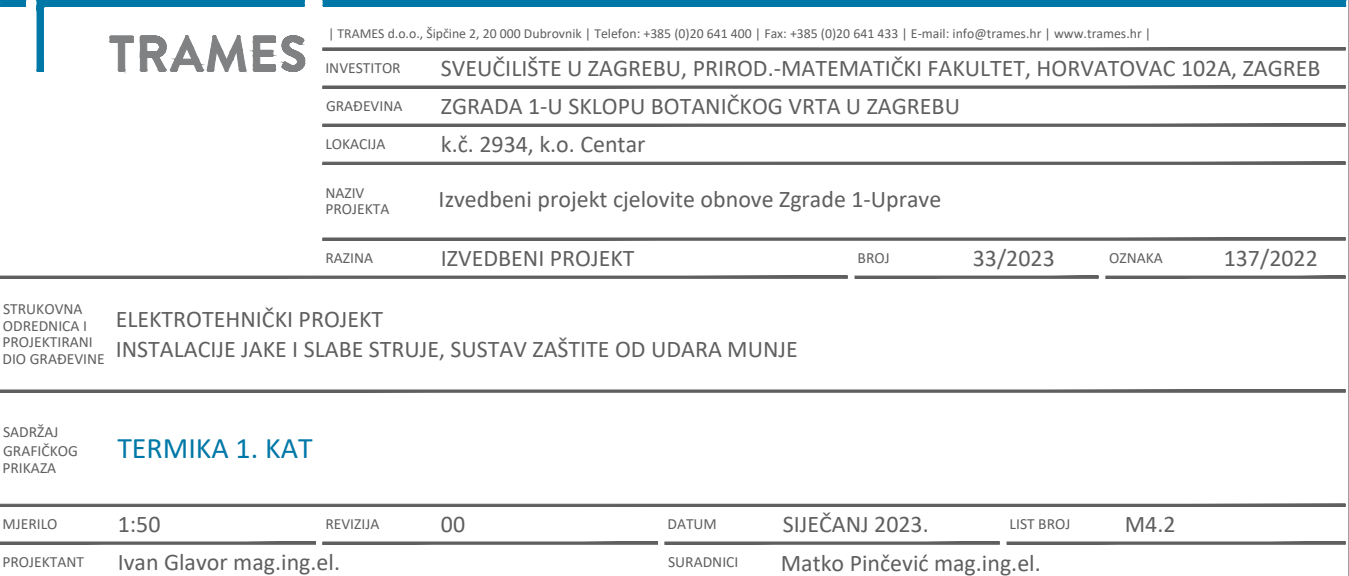 TRAMES
| TRAMES d.o.o., Šipčine 2, 20 000 Dubrovnik | Telefon: +385 (0)20 641 400 | Fax: +385 (0)20 641 433 | E-mail: info@trames.hr | www.trames.hr |
INVESTITOR SVEUČILIŠTE U ZAGREBU, PRIROD.-MATEMATIČKI FAKULTET, HORVATOVAC 102A, ZAGREB
GRAĐEVINA ZGRADA 1-U SKLOPU BOTANIČKOG VRTA U ZAGREBU
LOKACIJA k.č. 2934, k.o. Centar
NAZIV
PROJEKTA
Izvedbeni projekt cjelovite obnove Zgrade 1-Uprave
RAZINA IZVEDBENI PROJEKT BROJ 33/2023 OZNAKA 137/2022
STRUKOVNA
ODREDNICA I
PROJEKTIRANI
DIO GRAĐEVINE
ELEKTROTEHNIČKI PROJEKT
INSTALACIJE JAKE I SLABE STRUJE, SUSTAV ZAŠTITE OD UDARA MUNJE
SADRŽAJ
GRAFIČKOG
PRIKAZA
TERMIKA 1. KAT
MJERILO 1:50 REVIZIJA 00 DATUM SIJEČANJ 2023. LIST BROJ M4.2
PROJEKTANT Ivan Glavor mag.ing.el. SURADNICI Matko Pinčević mag.ing.el.